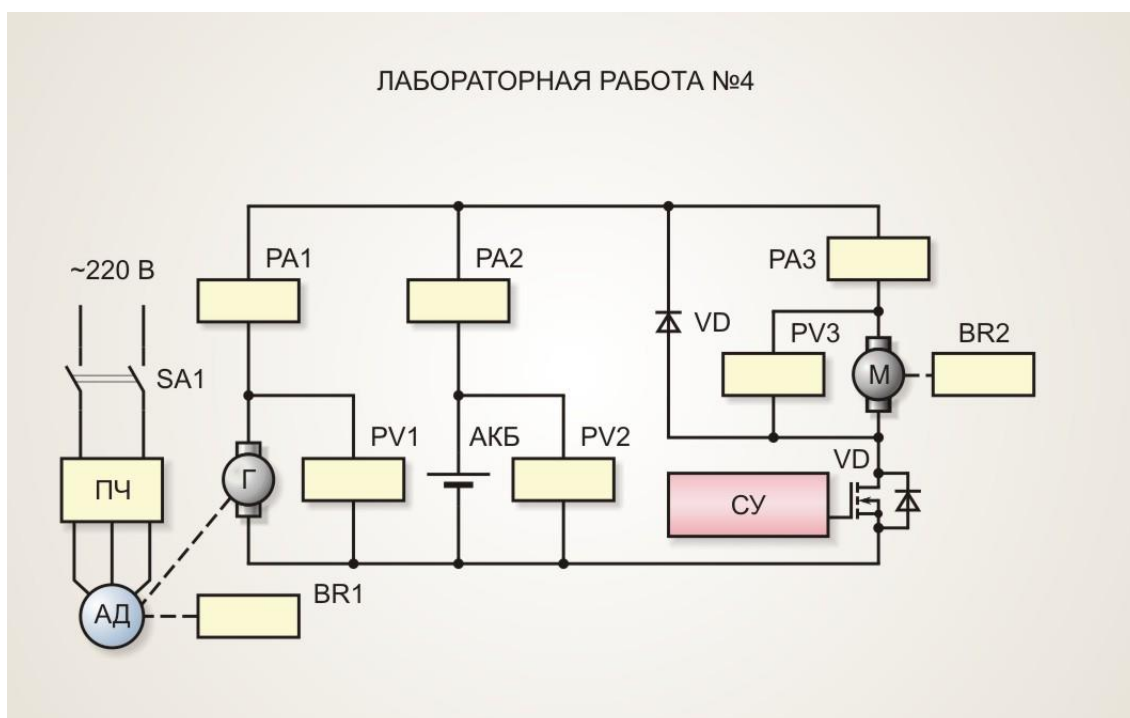 ЛАБОРАТОРНАЯ РАБОТА №4
~220 В
SA1
ПЧ
АД
BR1
PA1
Г
PV1
PA2
АКБ
PV2
VD
PA3
PV3
М
BR2
VD
СУ